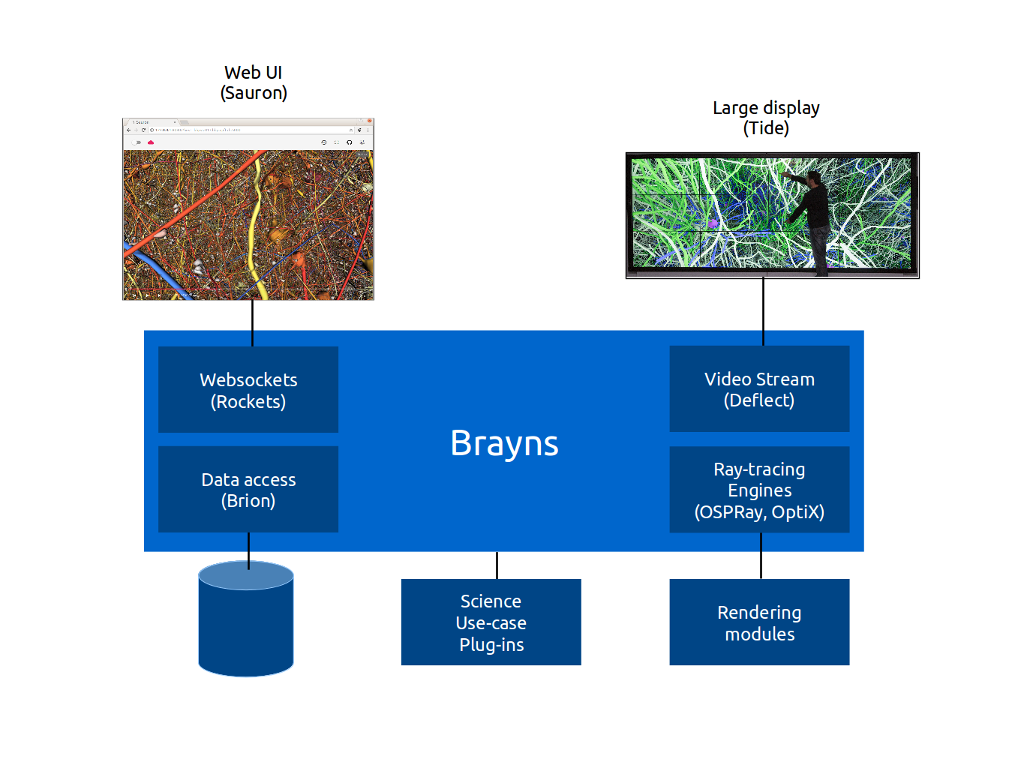 Web UI
(Sauron)
Large display
(Tide)
Websockets
(Rockets)
Video Stream
(Deflect)
Brayns
Data access
(Brion)
Ray-tracing
Engines
(OSPRay, OptiX)
Science
Use-case
Plug-ins
Rendering
modules